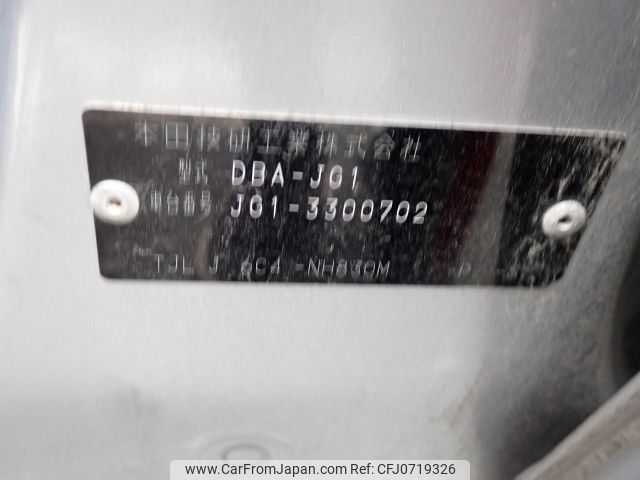 本田技研工業株式会社
型式 DBA-JG1
車台番号 JG1-3300702
TJL J NH830M P
www.CarFromJapan.com - CFJ0719326